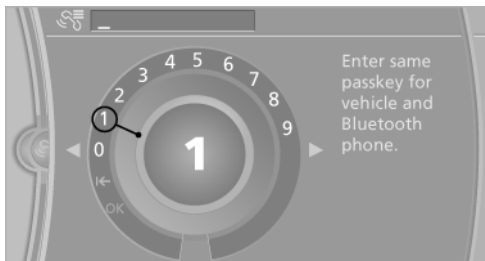 _
4 5 6
3 7
2 8
1 9
0
1
OK
Enter same
passkey for
vehicle and
Bluetooth
phone.